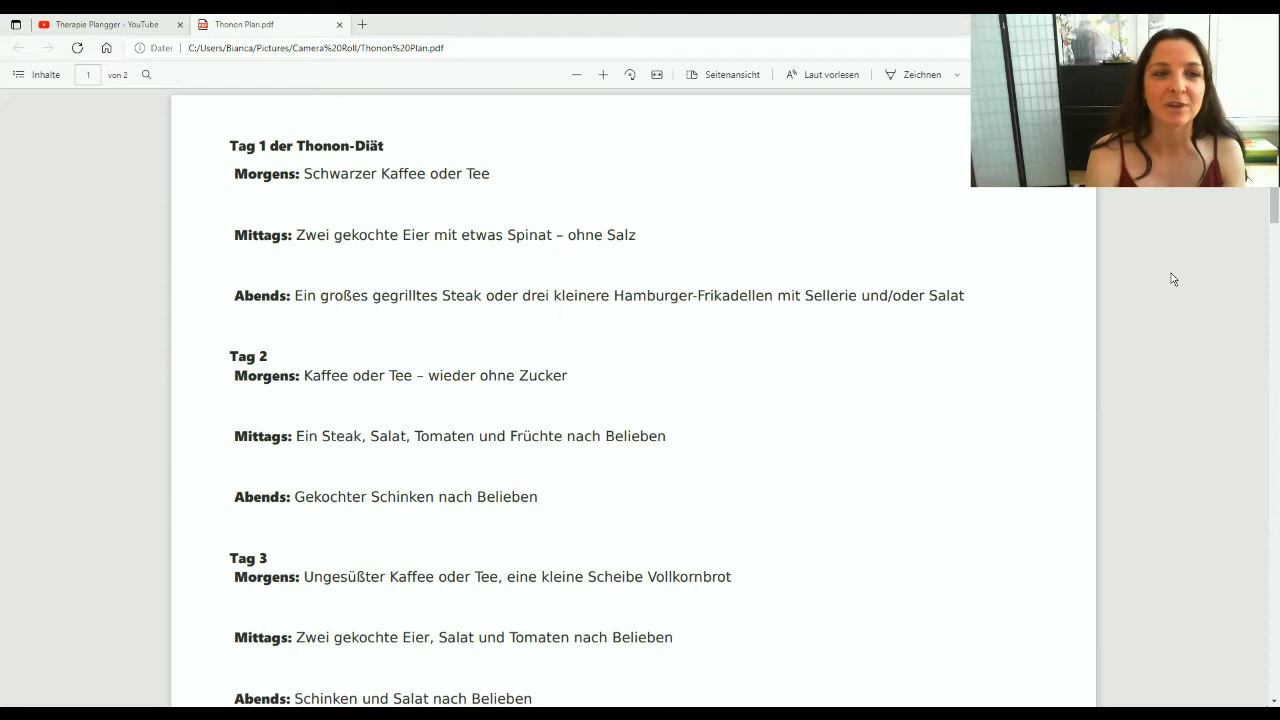 Therapie Plangger - YouTube
Thonon Plan.pdf
Datei
C:/Users/Bianca/Pictures/Camera%20Roll/Thonon%20Plan.pdf
Inhalte
1
von 2
Seitenansicht
Laut vorlesen
Zeichnen
Tag 1 der Thonon-Diät
Morgens: Schwarzer Kaffee oder Tee
Mittags: Zwei gekochte Eier mit etwas Spinat – ohne Salz
Abends: Ein großes gegrilltes Steak oder drei kleinere Hamburger-Frikadellen mit Sellerie und/oder Salat
Tag 2
Morgens: Kaffee oder Tee – wieder ohne Zucker
Mittags: Ein Steak, Salat, Tomaten und Früchte nach Belieben
Abends: Gekochter Schinken nach Belieben
Tag 3
Morgens: Ungesüßter Kaffee oder Tee, eine kleine Scheibe Vollkornbrot
Mittags: Zwei gekochte Eier, Salat und Tomaten nach Belieben
Abends: Schinken und Salat nach Belieben